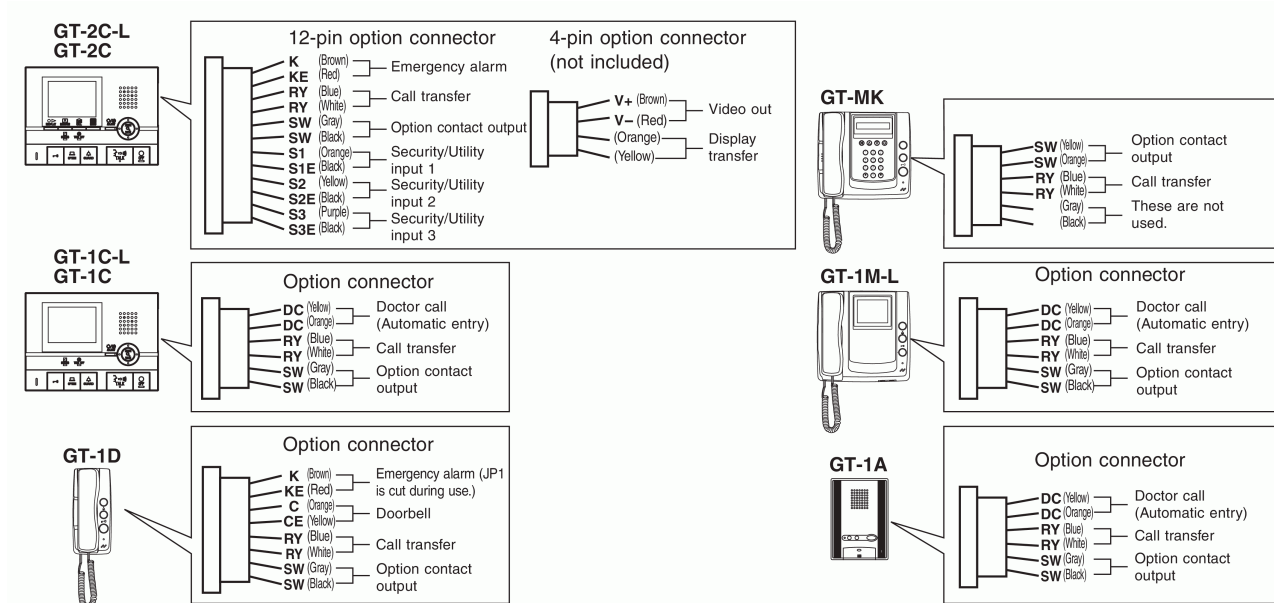 GT-2C-L
GT-2C
12-pin option connector
K (Brown)
KE (Red)
Emergency alarm
RY (Blue)
RY (White)
Call transfer
SW (Gray)
SW (Black)
Option contact output
S1 (Orange)
S1E (Black)
Security/Utility
input 1
S2 (Yellow)
S2E (Black)
Security/Utility
input 2
S3 (Purple)
S3E (Black)
Security/Utility
input 3
4-pin option connector
(not included)
V+ (Brown)
V− (Red)
Video out
(Orange)
(Yellow)
Display
transfer
GT-MK
SW (Yellow)
SW (Orange)
Option contact
output
RY (Blue)
RY (White)
Call transfer
(Gray)
(Black)
These are not
used.
GT-1C-L
GT-1C
Option connector
DC (Yellow)
DC (Orange)
Doctor call
(Automatic entry)
RY (Blue)
RY (White)
Call transfer
SW (Gray)
SW (Black)
Option contact
output
GT-1M-L
Option connector
DC (Yellow)
DC (Orange)
Doctor call
(Automatic entry)
RY (Blue)
RY (White)
Call transfer
SW (Gray)
SW (Black)
Option contact
output
GT-1D
Option connector
K (Brown)
KE (Red)
Emergency alarm (JP1
is cut during use.)
C (Orange)
CE (Yellow)
Doorbell
RY (Blue)
RY (White)
Call transfer
SW (Gray)
SW (Black)
Option contact
output
GT-1A
Option connector
DC (Yellow)
DC (Orange)
Doctor call
(Automatic entry)
RY (Blue)
RY (White)
Call transfer
SW (Gray)
SW (Black)
Option contact
output